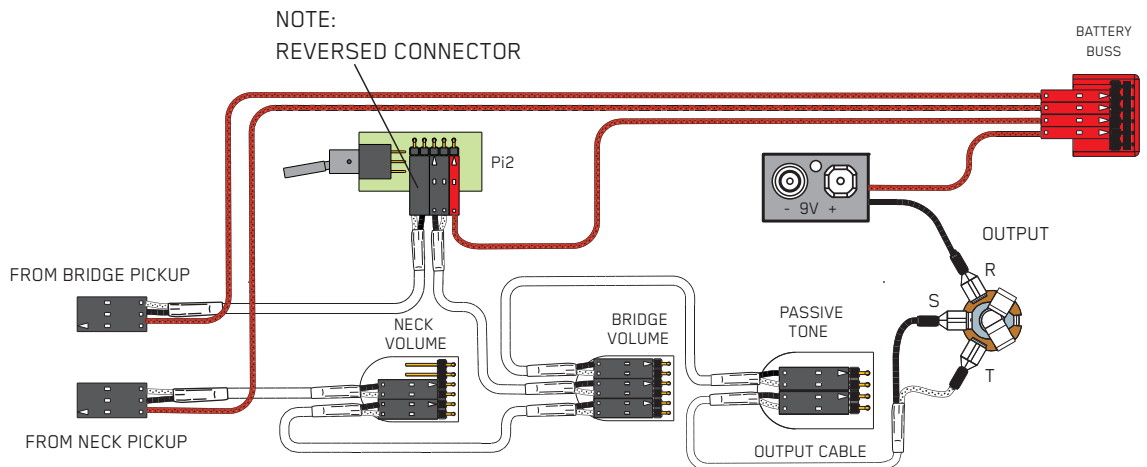 NOTE:
REVERSED CONNECTOR
BATTERY
BUSS
Pi2
- 9V +
OUTPUT
FROM BRIDGE PICKUP
R
S
NECK
VOLUME
BRIDGE
VOLUME
PASSIVE
TONE
T
FROM NECK PICKUP
OUTPUT CABLE